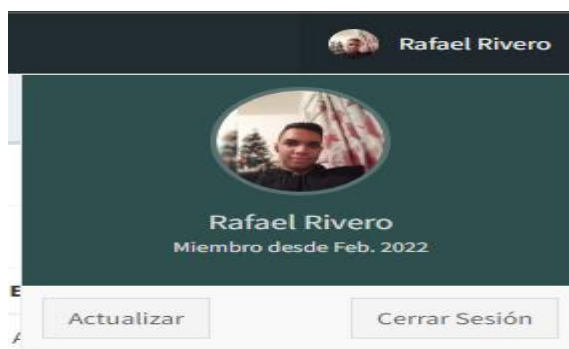 Rafael Rivero
Rafael Rivero
Miembro desde Feb. 2022
E
Actualizar
Cerrar Sesión